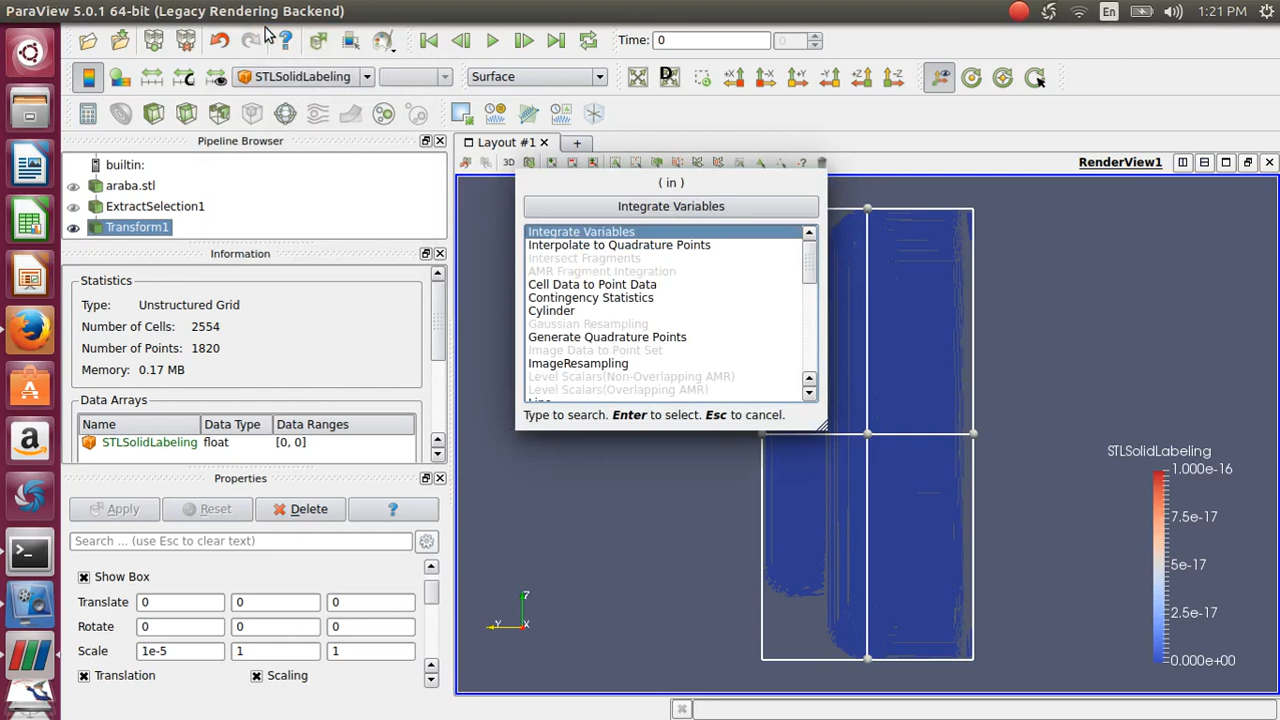 ParaView 5.0.1 64-bit (Legacy Rendering Backend)
En
1:21 PM
Time: 0
0
STLSolidLabeling
Surface
Pipeline Browser
Layout #1
+
builtin:
araba.stl
ExtractSelection1
Transform1
3D
RenderView1
Information
Statistics
Type: Unstructured Grid
Number of Cells: 2554
Number of Points: 1820
Memory: 0.17 MB
Data Arrays
Name Data Type Data Ranges
STLSolidLabeling float [0, 0]
Properties
Apply Reset Delete ?
Search ... (use Esc to clear text)
Show Box
Translate 0 0 0
Rotate 0 0 0
Scale 1e-5 1 1
Translation Scaling
( in )
Integrate Variables
Integrate Variables
Interpolate to Quadrature Points
Intersect Fragments
AMR Fragment Integration
Cell Data to Point Data
Contingency Statistics
Cylinder
Gaussian Resampling
Generate Quadrature Points
Image Data to Point Set
ImageResampling
Level Scalars(Non-Overlapping AMR)
Level Scalars(Overlapping AMR)
Line
Type to search. Enter to select. Esc to cancel.
STLSolidLabeling
1.000e-16
7.5e-17
5e-17
2.5e-17
0.000e+00
Z
Y
X